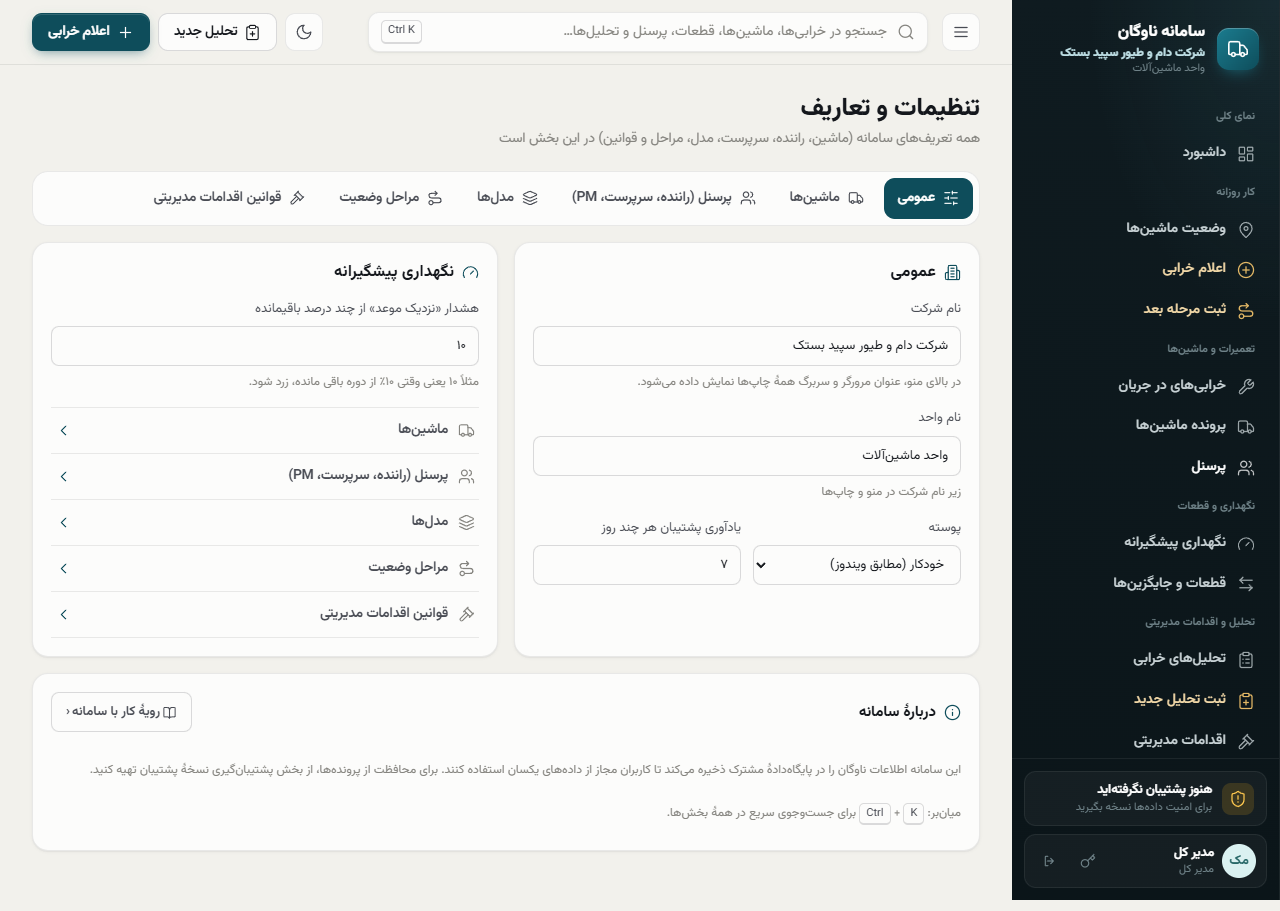 سامانه ناوگان
شرکت دام و طیور سپید بستک
واحد ماشین‌آلات
نمای کلی
داشبورد
کار روزانه
وضعیت ماشین‌ها
اعلام خرابی
ثبت مرحله بعد
تعمیرات و ماشین‌ها
خرابی‌های در جریان
پرونده ماشین‌ها
پرسنل
نگهداری و قطعات
نگهداری پیشگیرانه
قطعات و جایگزین‌ها
تحلیل و اقدامات مدیریتی
تحلیل‌های خرابی
ثبت تحلیل جدید
اقدامات مدیریتی
هنوز پشتیبان نگرفته‌اید
برای امنیت داده‌ها نسخه بگیرید
مک
مدیر کل
مدیر کل
جستجو در خرابی‌ها، ماشین‌ها، قطعات، پرسنل و تحلیل‌ها...
Ctrl K
تحلیل جدید
اعلام خرابی
تنظیمات و تعاریف
همه تعریف‌های سامانه (ماشین، راننده، سرپرست، مدل، مراحل و قوانین) در این بخش است
عمومی
ماشین‌ها
پرسنل (راننده، سرپرست، PM)
مدل‌ها
مراحل وضعیت
قوانین اقدامات مدیریتی
عمومی
نام شرکت
شرکت دام و طیور سپید بستک
در بالای منو، عنوان مرورگر و سربرگ همهٔ چاپ‌ها نمایش داده می‌شود.
نام واحد
واحد ماشین‌آلات
زیر نام شرکت در منو و چاپ‌ها
پوسته
خودکار (مطابق ویندوز)
یادآوری پشتیبان هر چند روز
۷
نگهداری پیشگیرانه
هشدار «نزدیک موعد» از چند درصد باقیمانده
۱۰
مثلاً ۱۰ یعنی وقتی ۱۰٪ از دوره باقی مانده، زرد شود.
ماشین‌ها
پرسنل (راننده، سرپرست، PM)
مدل‌ها
مراحل وضعیت
قوانین اقدامات مدیریتی
دربارهٔ سامانه
رویهٔ کار با سامانه ‹
این سامانه اطلاعات ناوگان را در پایگاه‌دادهٔ مشترک ذخیره می‌کند تا کاربران مجاز از داده‌های یکسان استفاده کنند. برای محافظت از پرونده‌ها، از بخش پشتیبان‌گیری نسخهٔ پشتیبان تهیه کنید.
میان‌بر: K + Ctrl برای جست‌وجوی سریع در همهٔ بخش‌ها.